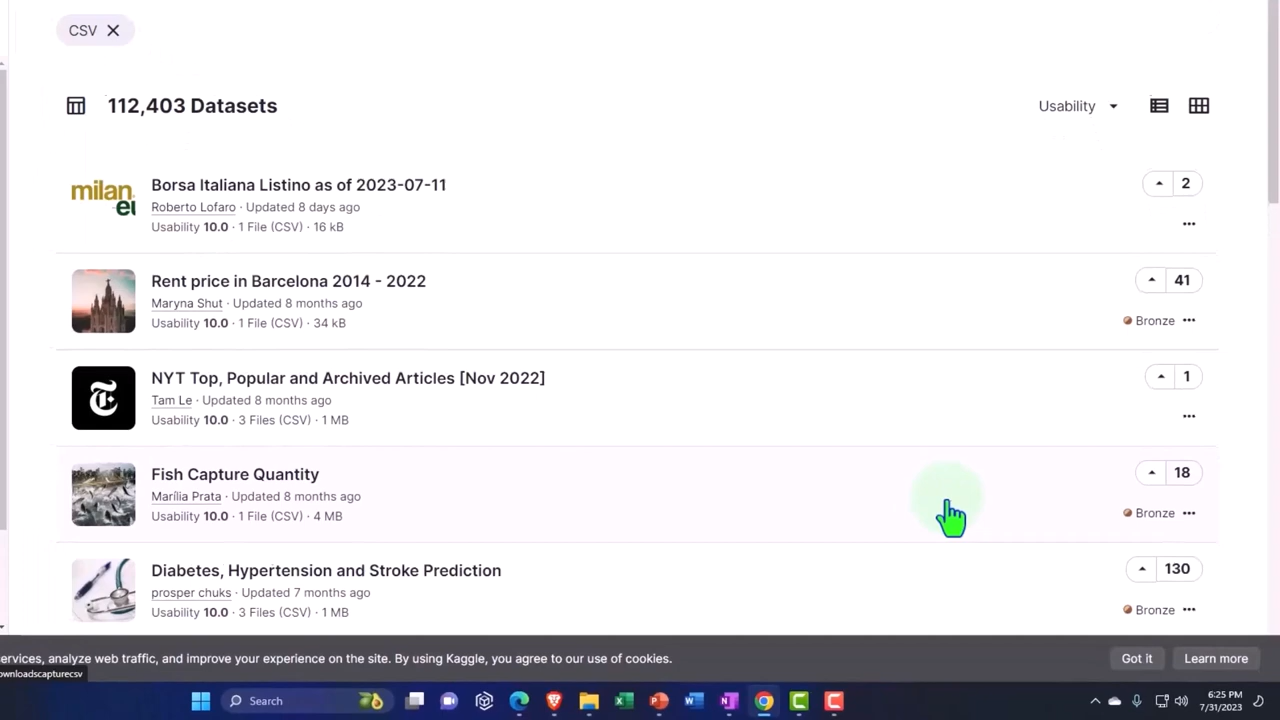 CSV
112,403 Datasets
Usability
milan
Borsa Italiana Listino as of 2023-07-11
2
Roberto Lofaro · Updated 8 days ago
Usability 10.0 · 1 File (CSV) · 16 kB
Rent price in Barcelona 2014 - 2022
41
Maryna Shut · Updated 8 months ago
Usability 10.0 · 1 File (CSV) · 34 kB
Bronze
NYT Top, Popular and Archived Articles [Nov 2022]
1
Tam Le · Updated 8 months ago
Usability 10.0 · 3 Files (CSV) · 1 MB
Fish Capture Quantity
18
Marília Prata · Updated 8 months ago
Usability 10.0 · 1 File (CSV) · 4 MB
Bronze
Diabetes, Hypertension and Stroke Prediction
130
prosper chuks · Updated 7 months ago
Usability 10.0 · 3 Files (CSV) · 1 MB
Bronze
ervices, analyze web traffic, and improve your experience on the site. By using Kaggle, you agree to our use of cookies.
Got it
Learn more
ownloadscapturecsv
Search
6:25 PM
7/31/2023